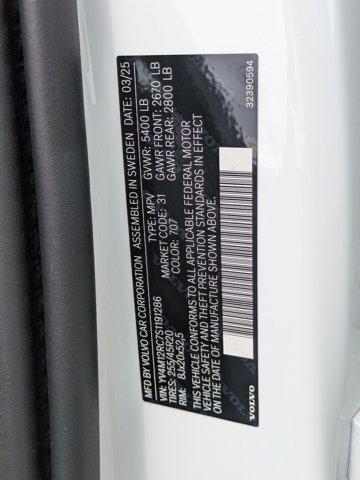 MFD BY VOLVO CAR CORPORATION ASSEMBLED IN SWEDEN DATE: 03/25
VIN: YV4M12RC7S1191286 TYPE: MPV GVWR: 5400 LB
TIRES: 255/45R20 MARKET CODE: 31 GAWR FRONT: 2670 LB
RIM: 8Jx20x52,5 COLOR: 707 GAWR REAR: 2800 LB
THIS VEHICLE CONFORMS TO ALL APPLICABLE FEDERAL MOTOR
VEHICLE SAFETY AND THEFT PREVENTION STANDARDS IN EFFECT
ON THE DATE OF MANUFACTURE SHOWN ABOVE.
VOLVO 32390594